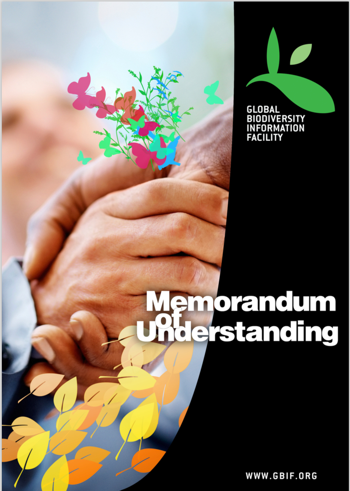 GLOBAL
BIODIVERSITY
INFORMATION
FACILITY
Memorandum
of
Understanding
WWW.GBIF.ORG